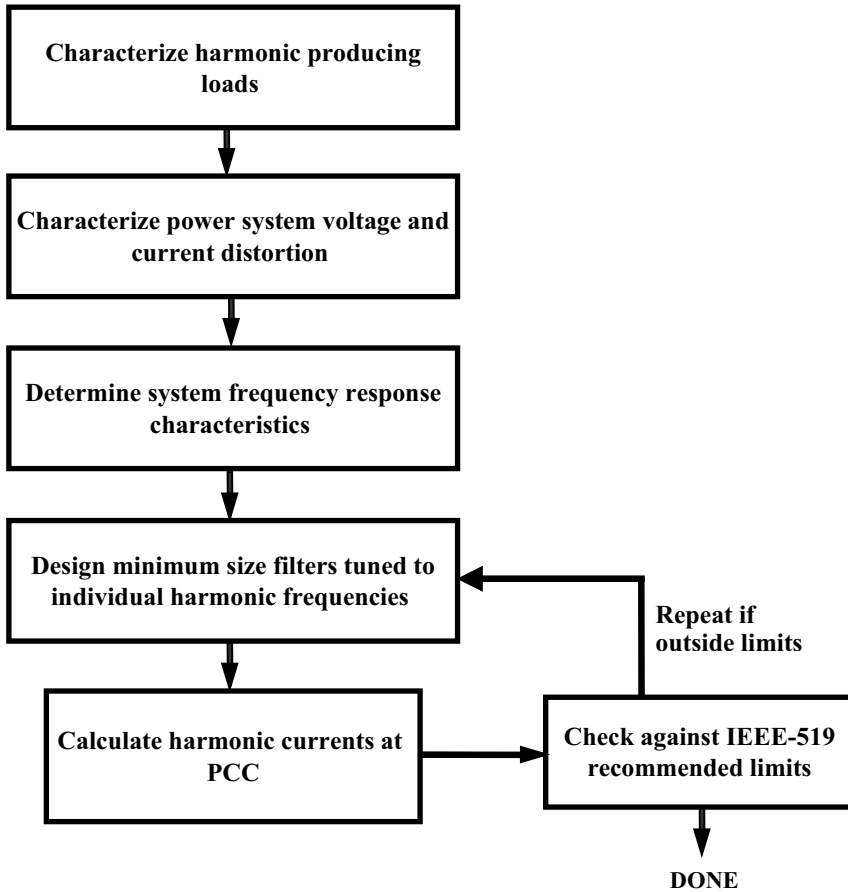 Characterize harmonic producing
loads
Characterize power system voltage and
current distortion
Determine system frequency response
characteristics
Design minimum size filters tuned to
individual harmonic frequencies
Repeat if
outside limits
Calculate harmonic currents at
PCC
Check against IEEE-519
recommended limits
DONE